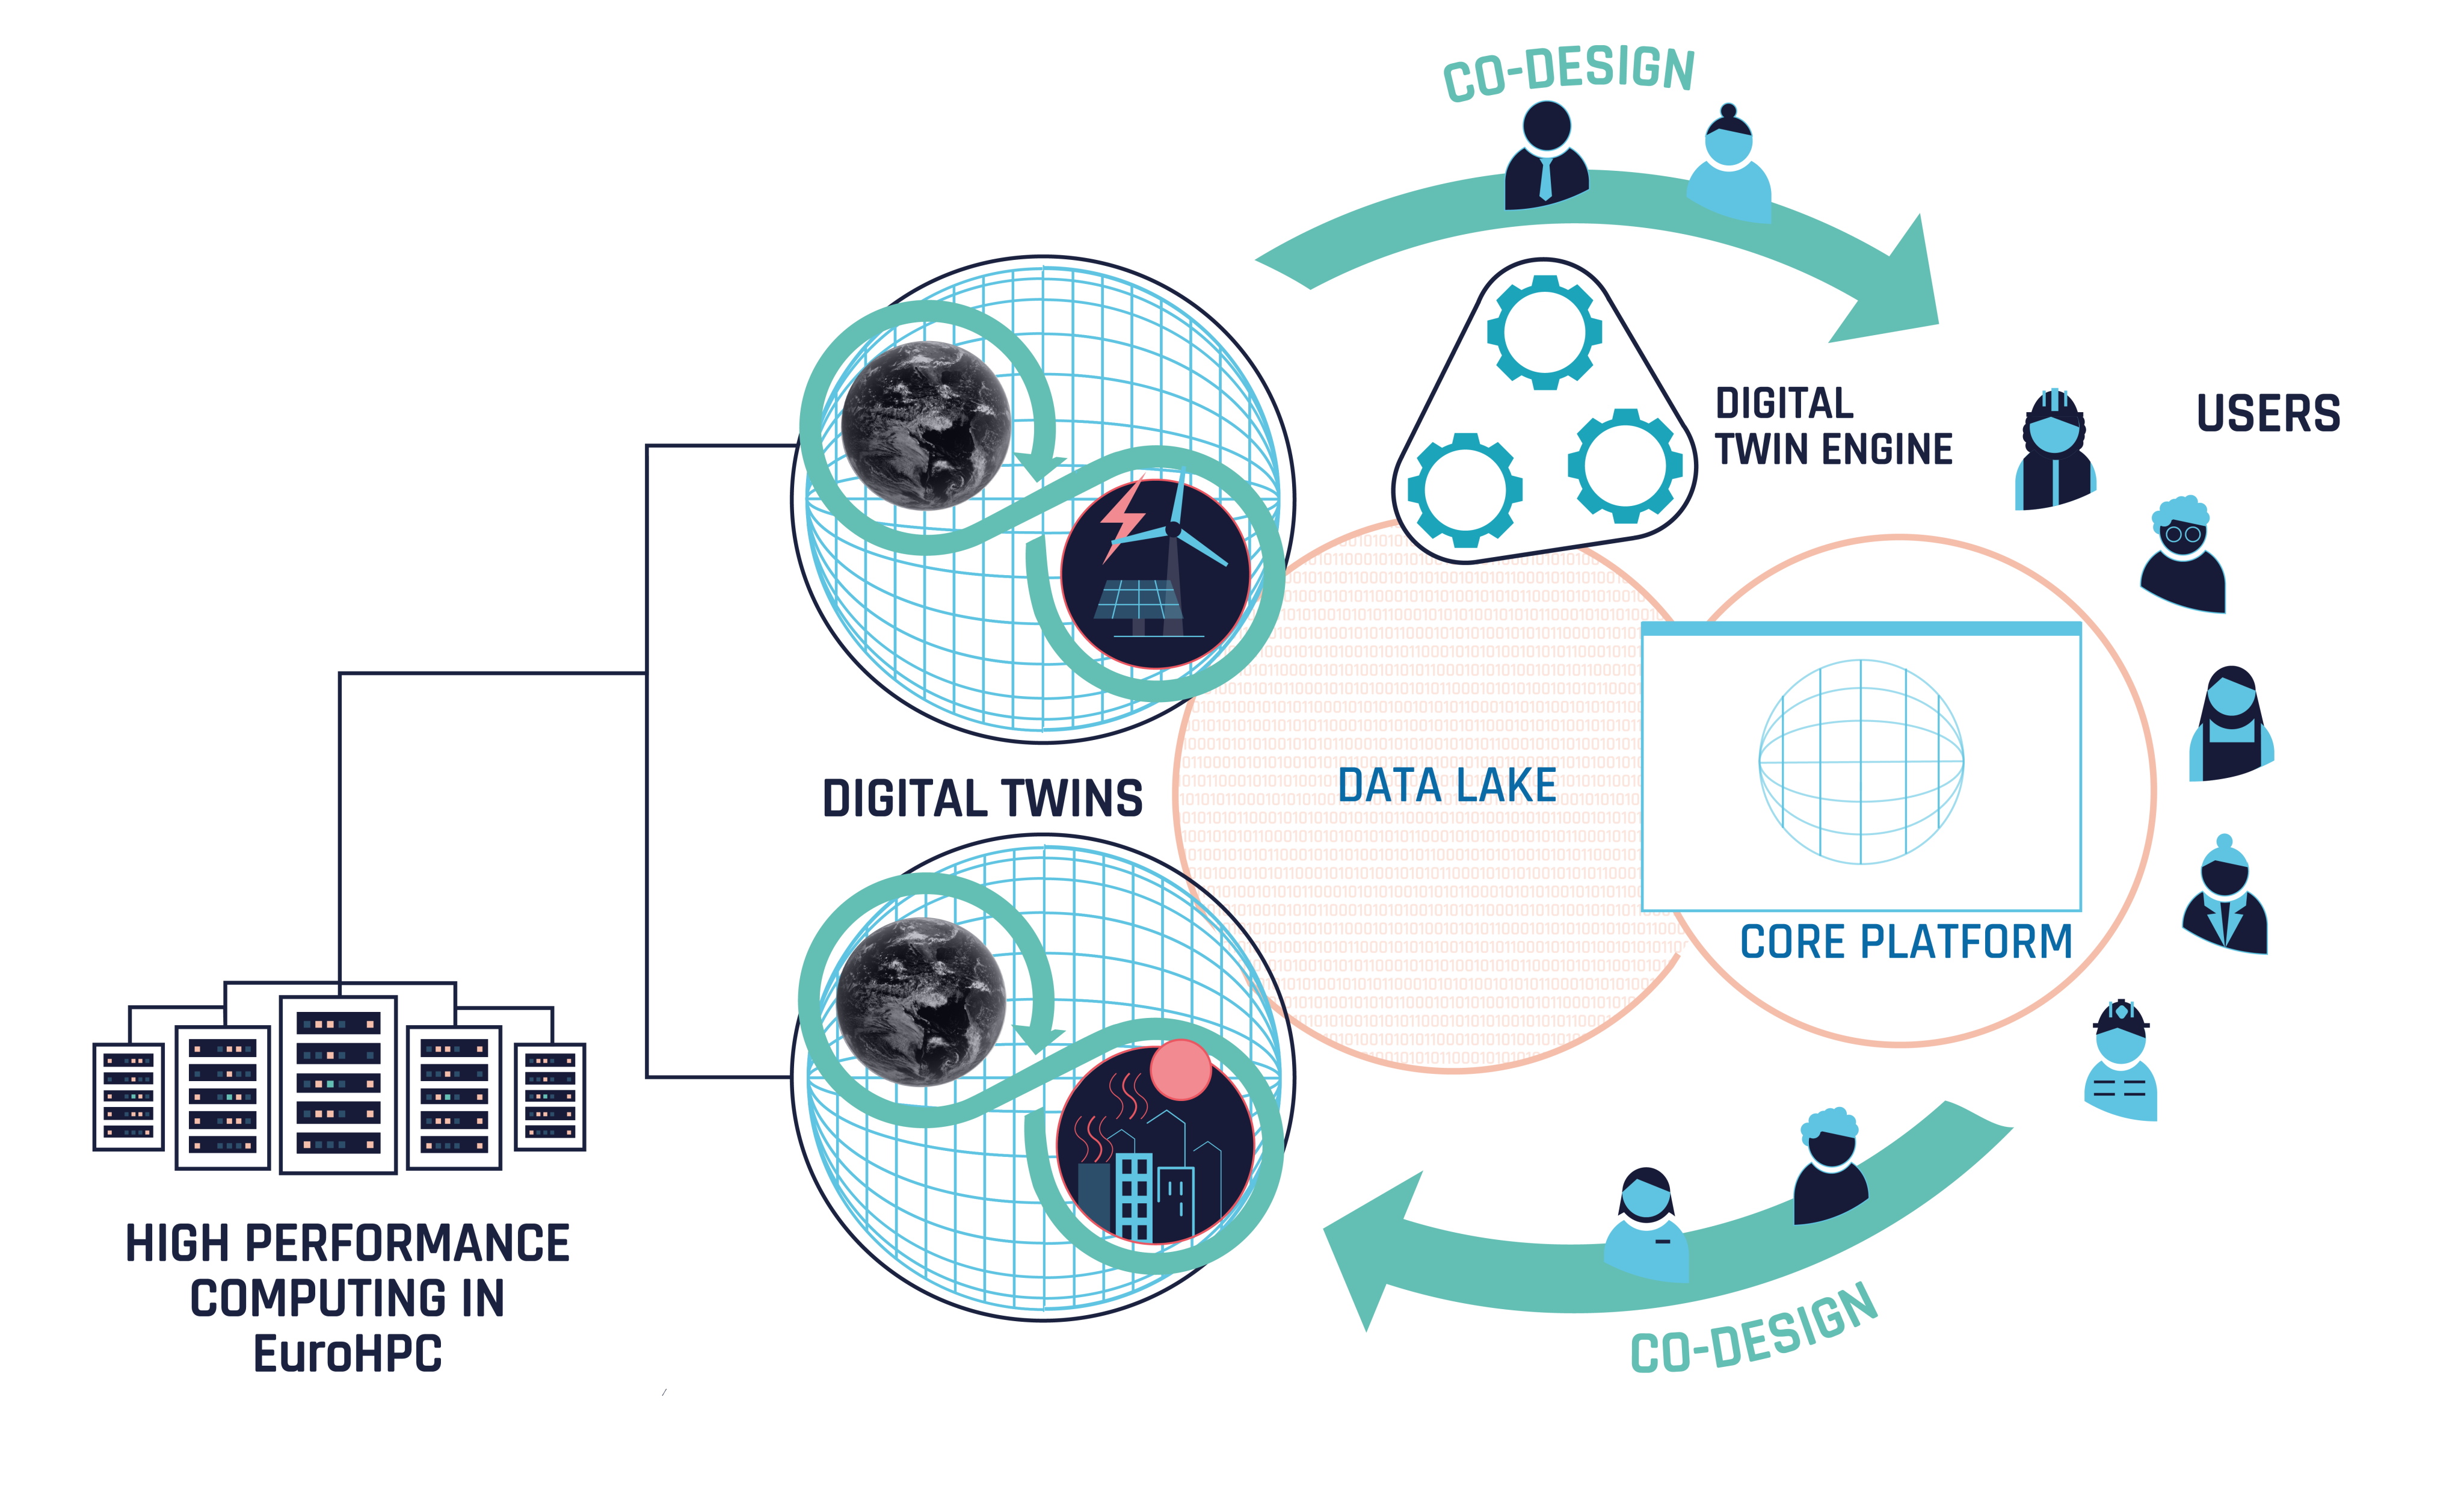 CO-DESIGN
DIGITAL
TWIN ENGINE
USERS
DIGITAL TWINS
DATA LAKE
CORE PLATFORM
HIGH PERFORMANCE
COMPUTING IN
EuroHPC
CO-DESIGN